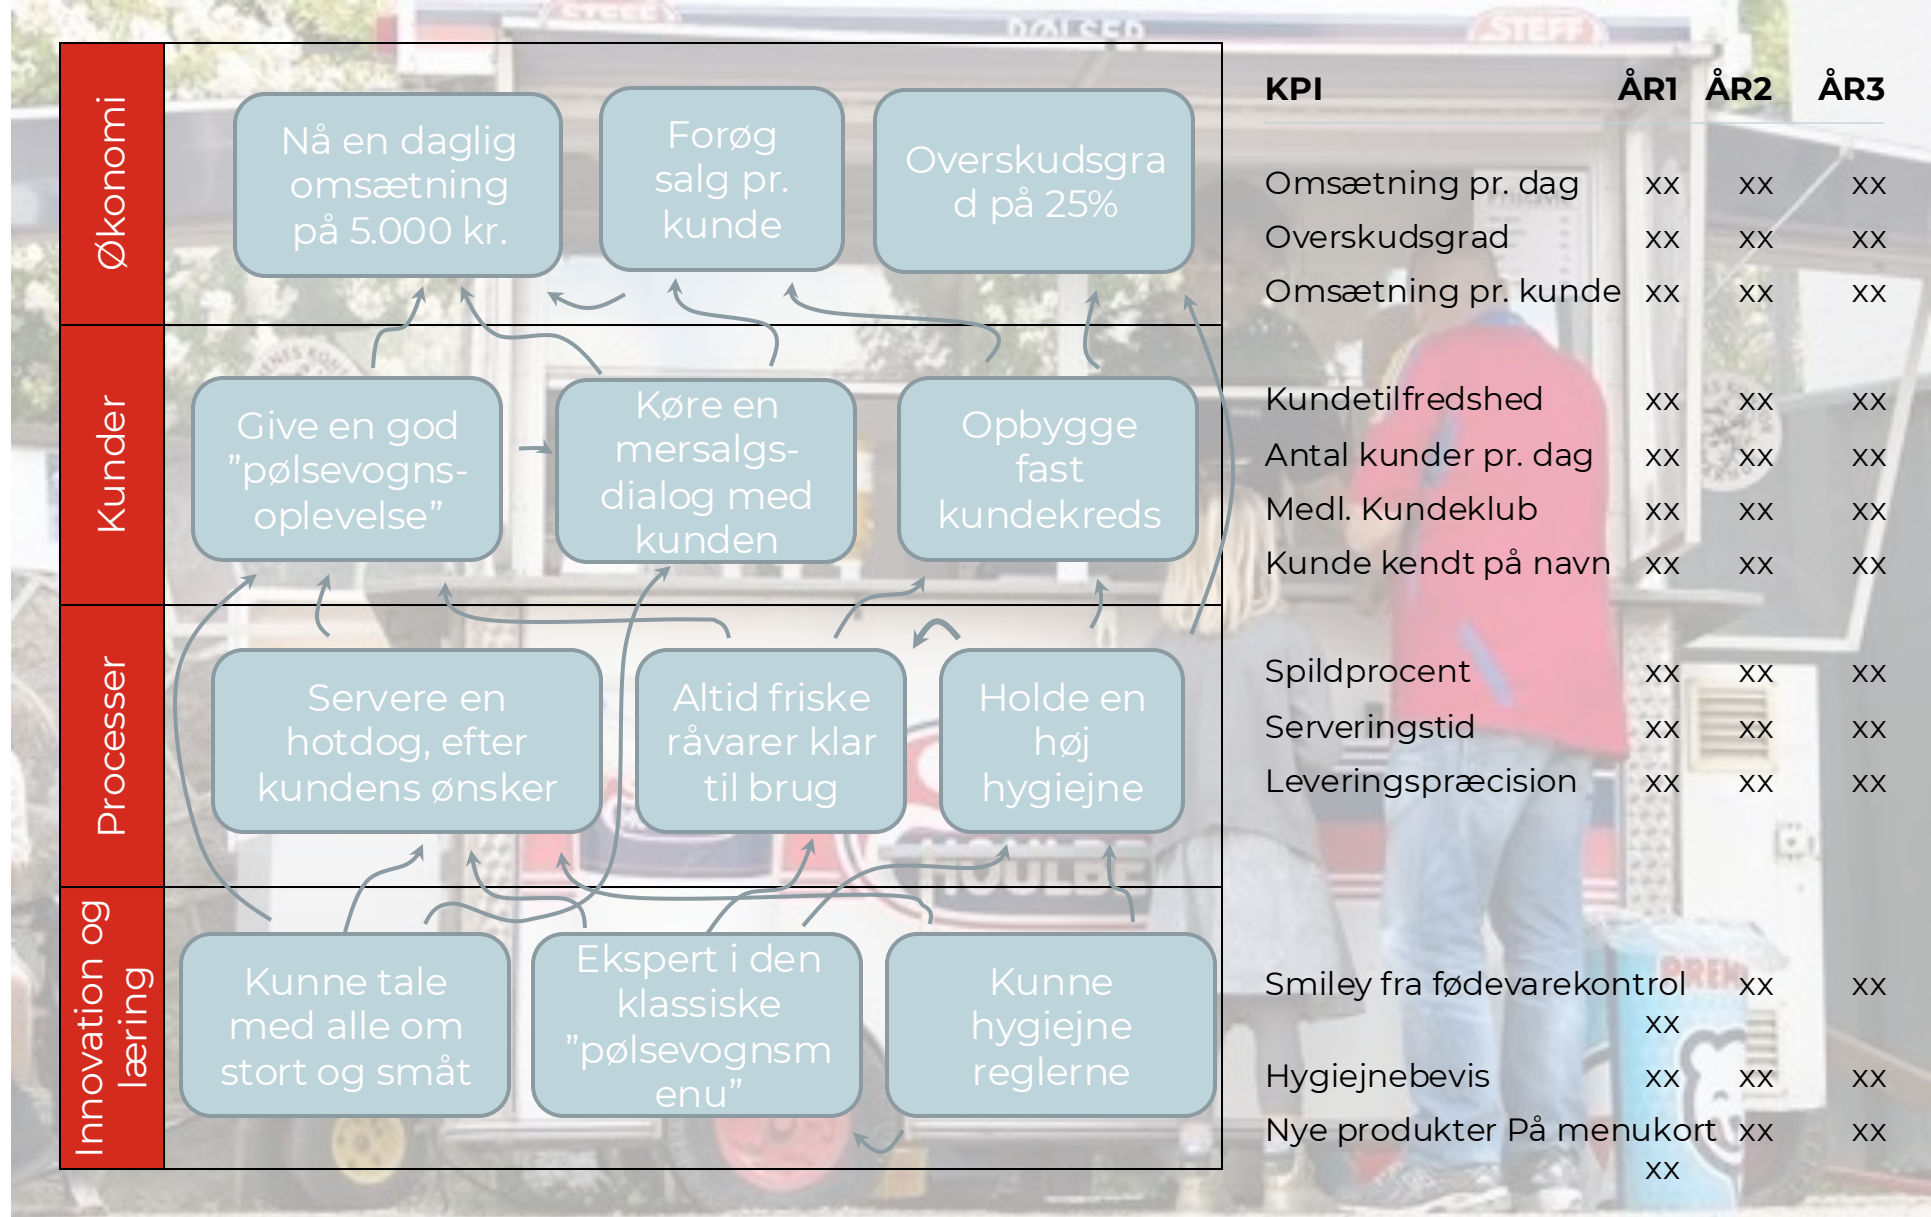 STEFF
PØLSER
STEFF
Økonomi
Nå en daglig
omsætning
på 5.000 kr.
Forøg
salg pr.
kunde
Overskudsgra
d på 25%
Kunder
Give en god
”pølsevogns-
oplevelse”
Køre en
mersalgs-
dialog med
kunden
Opbygge
fast
kundekreds
Processer
Servere en
hotdog, efter
kundens ønsker
Altid friske
råvarer klar
til brug
Holde en
høj
hygiejne
Innovation og
læring
Kunne tale
med alle om
stort og småt
Ekspert i den
klassiske
”pølsevognsm
enu”
Kunne
hygiejne
reglerne
KPI ÅR1 ÅR2 ÅR3
Omsætning pr. dag xx xx xx
Overskudsgrad xx xx xx
Omsætning pr. kunde xx xx xx
Kundetilfredshed xx xx xx
Antal kunder pr. dag xx xx xx
Medl. Kundeklub xx xx xx
Kunde kendt på navn xx xx xx
Spildprocent xx xx xx
Serveringstid xx xx xx
Leveringspræcision xx xx xx
Smiley fra fødevarekontrol xx xx
xx
Hygiejnebevis xx xx xx
Nye produkter På menukort xx xx
xx